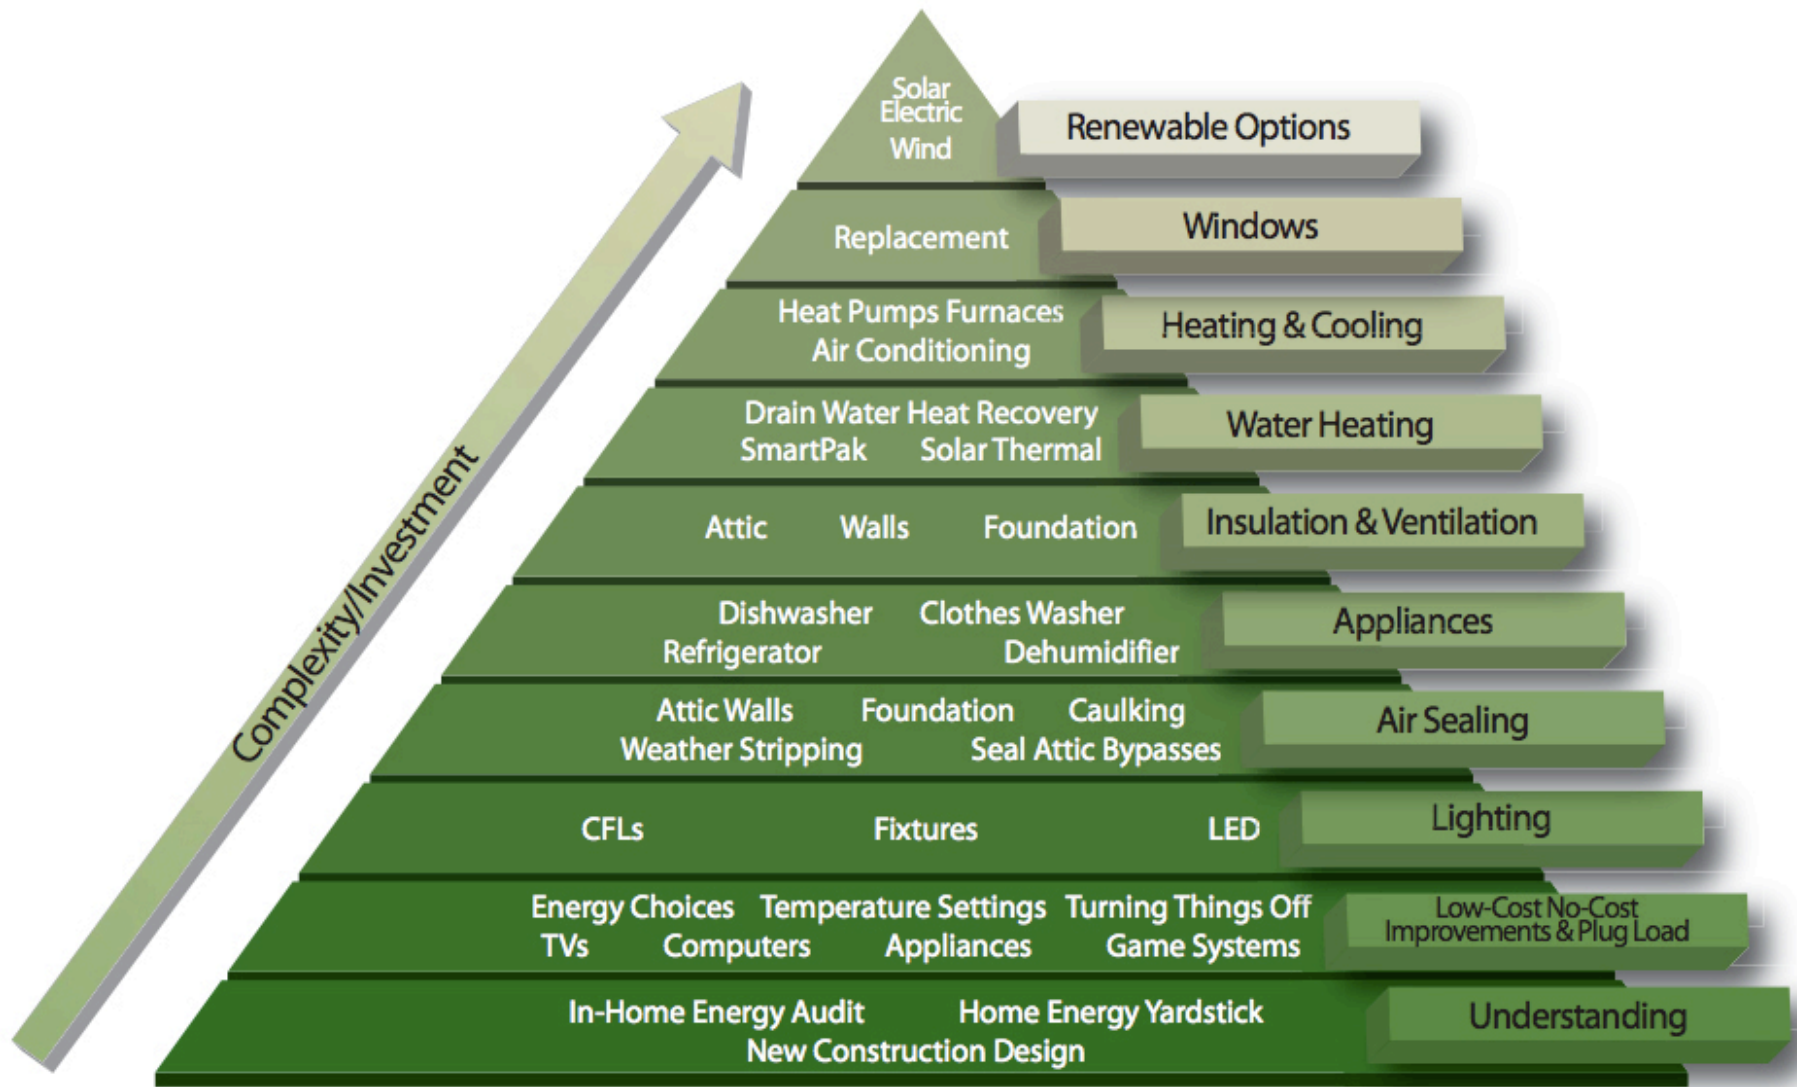 Solar
Electric
Wind
Renewable Options
Replacement
Windows
Heat Pumps Furnaces
Air Conditioning
Heating & Cooling
Drain Water Heat Recovery
SmartPak Solar Thermal
Water Heating
Attic Walls Foundation
Insulation & Ventilation
Dishwasher Clothes Washer
Refrigerator Dehumidifier
Appliances
Attic Walls Foundation Caulking
Weather Stripping Seal Attic Bypasses
Air Sealing
CFLs Fixtures LED
Lighting
Energy Choices Temperature Settings Turning Things Off
TVs Computers Appliances Game Systems
Low-Cost No-Cost
Improvements & Plug Load
In-Home Energy Audit Home Energy Yardstick
New Construction Design
Understanding
Complexity/Investment